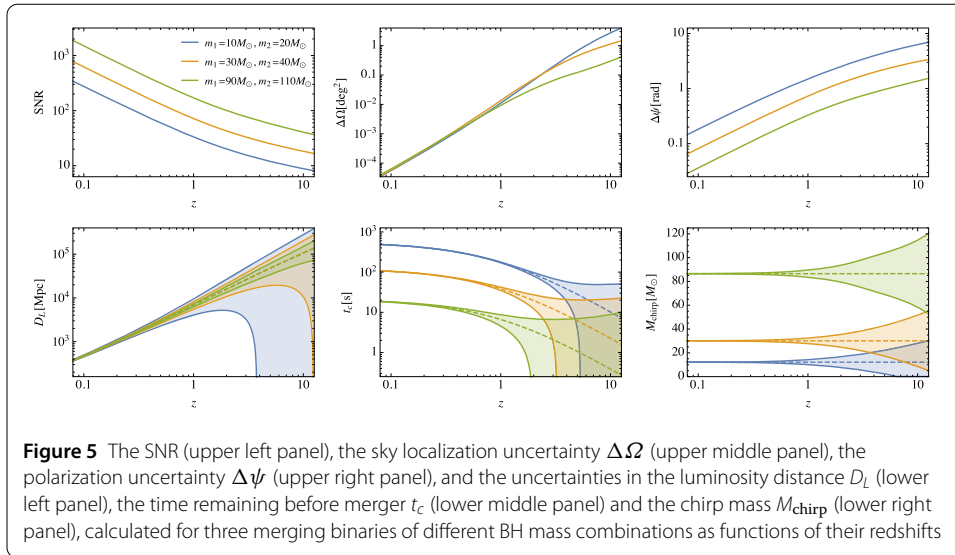 10³
10²
10
SNR
m₁=10M⊙, m₂=20M⊙
m₁=30M⊙, m₂=40M⊙
m₁=90M⊙, m₂=110M⊙
0.1 1 10
z
1
0.1
10⁻²
10⁻³
10⁻⁴
ΔΩ[deg²]
0.1 1 10
z
10
1
0.1
Δψ[rad]
0.1 1 10
z
10⁵
10⁴
10³
D_L[Mpc]
0.1 1 10
z
10³
10²
10
1
t_c[s]
0.1 1 10
z
120
100
80
60
40
20
0
M_chirp[M⊙]
0.1 1 10
z
Figure 5 The SNR (upper left panel), the sky localization uncertainty ΔΩ (upper middle panel), the
polarization uncertainty Δψ (upper right panel), and the uncertainties in the luminosity distance D_L (lower
left panel), the time remaining before merger t_c (lower middle panel) and the chirp mass M_chirp (lower right
panel), calculated for three merging binaries of different BH mass combinations as functions of their redshifts